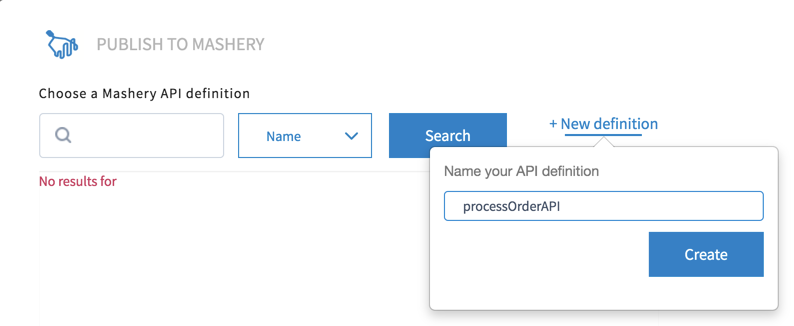 PUBLISH TO MASHERY
Choose a Mashery API definition
Name
Search
+ New definition
No results for
Name your API definition
processOrderAPI
Create